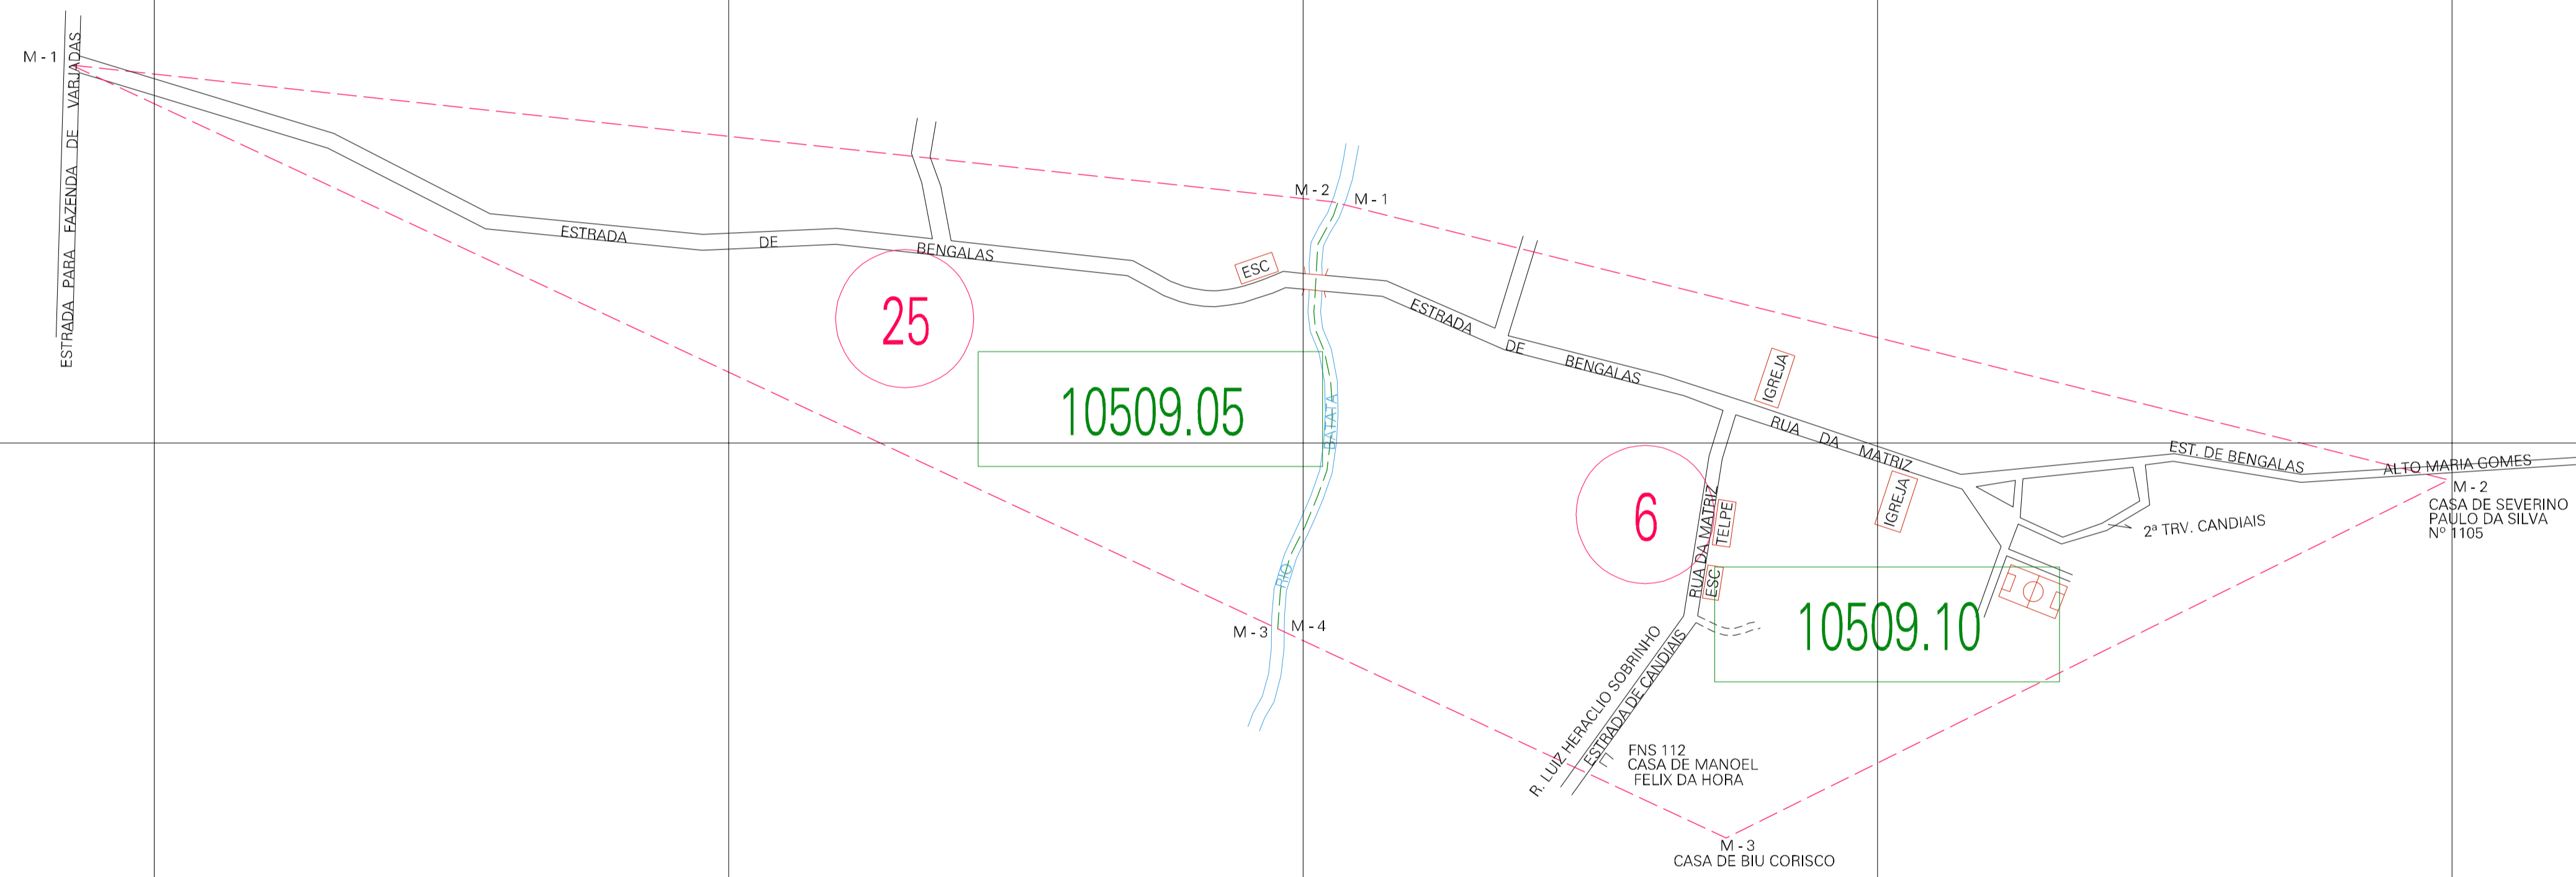 M - 1
ESTRADA PARA FAZENDA DE VARJADAS
ESTRADA DE BENGALAS
25
10509.05
ESC
M - 2
M - 1
RIO BATATA
M - 3
M - 4
ESTRADA DE BENGALAS
IGREJA
RUA DA MATRIZ
IGREJA
6
RUA DA MATRIZ
TELPE
ESC
10509.10
EST. DE BENGALAS
ALTO MARIA GOMES
M - 2
CASA DE SEVERINO
PAULO DA SILVA
Nº 1105
2ª TRV. CANDIAIS
R. LUIZ HERACLIO SOBRINHO
ESTRADA DE CANDIAIS
FNS 112
CASA DE MANOEL
FELIX DA HORA
M - 3
CASA DE BIU CORISCO